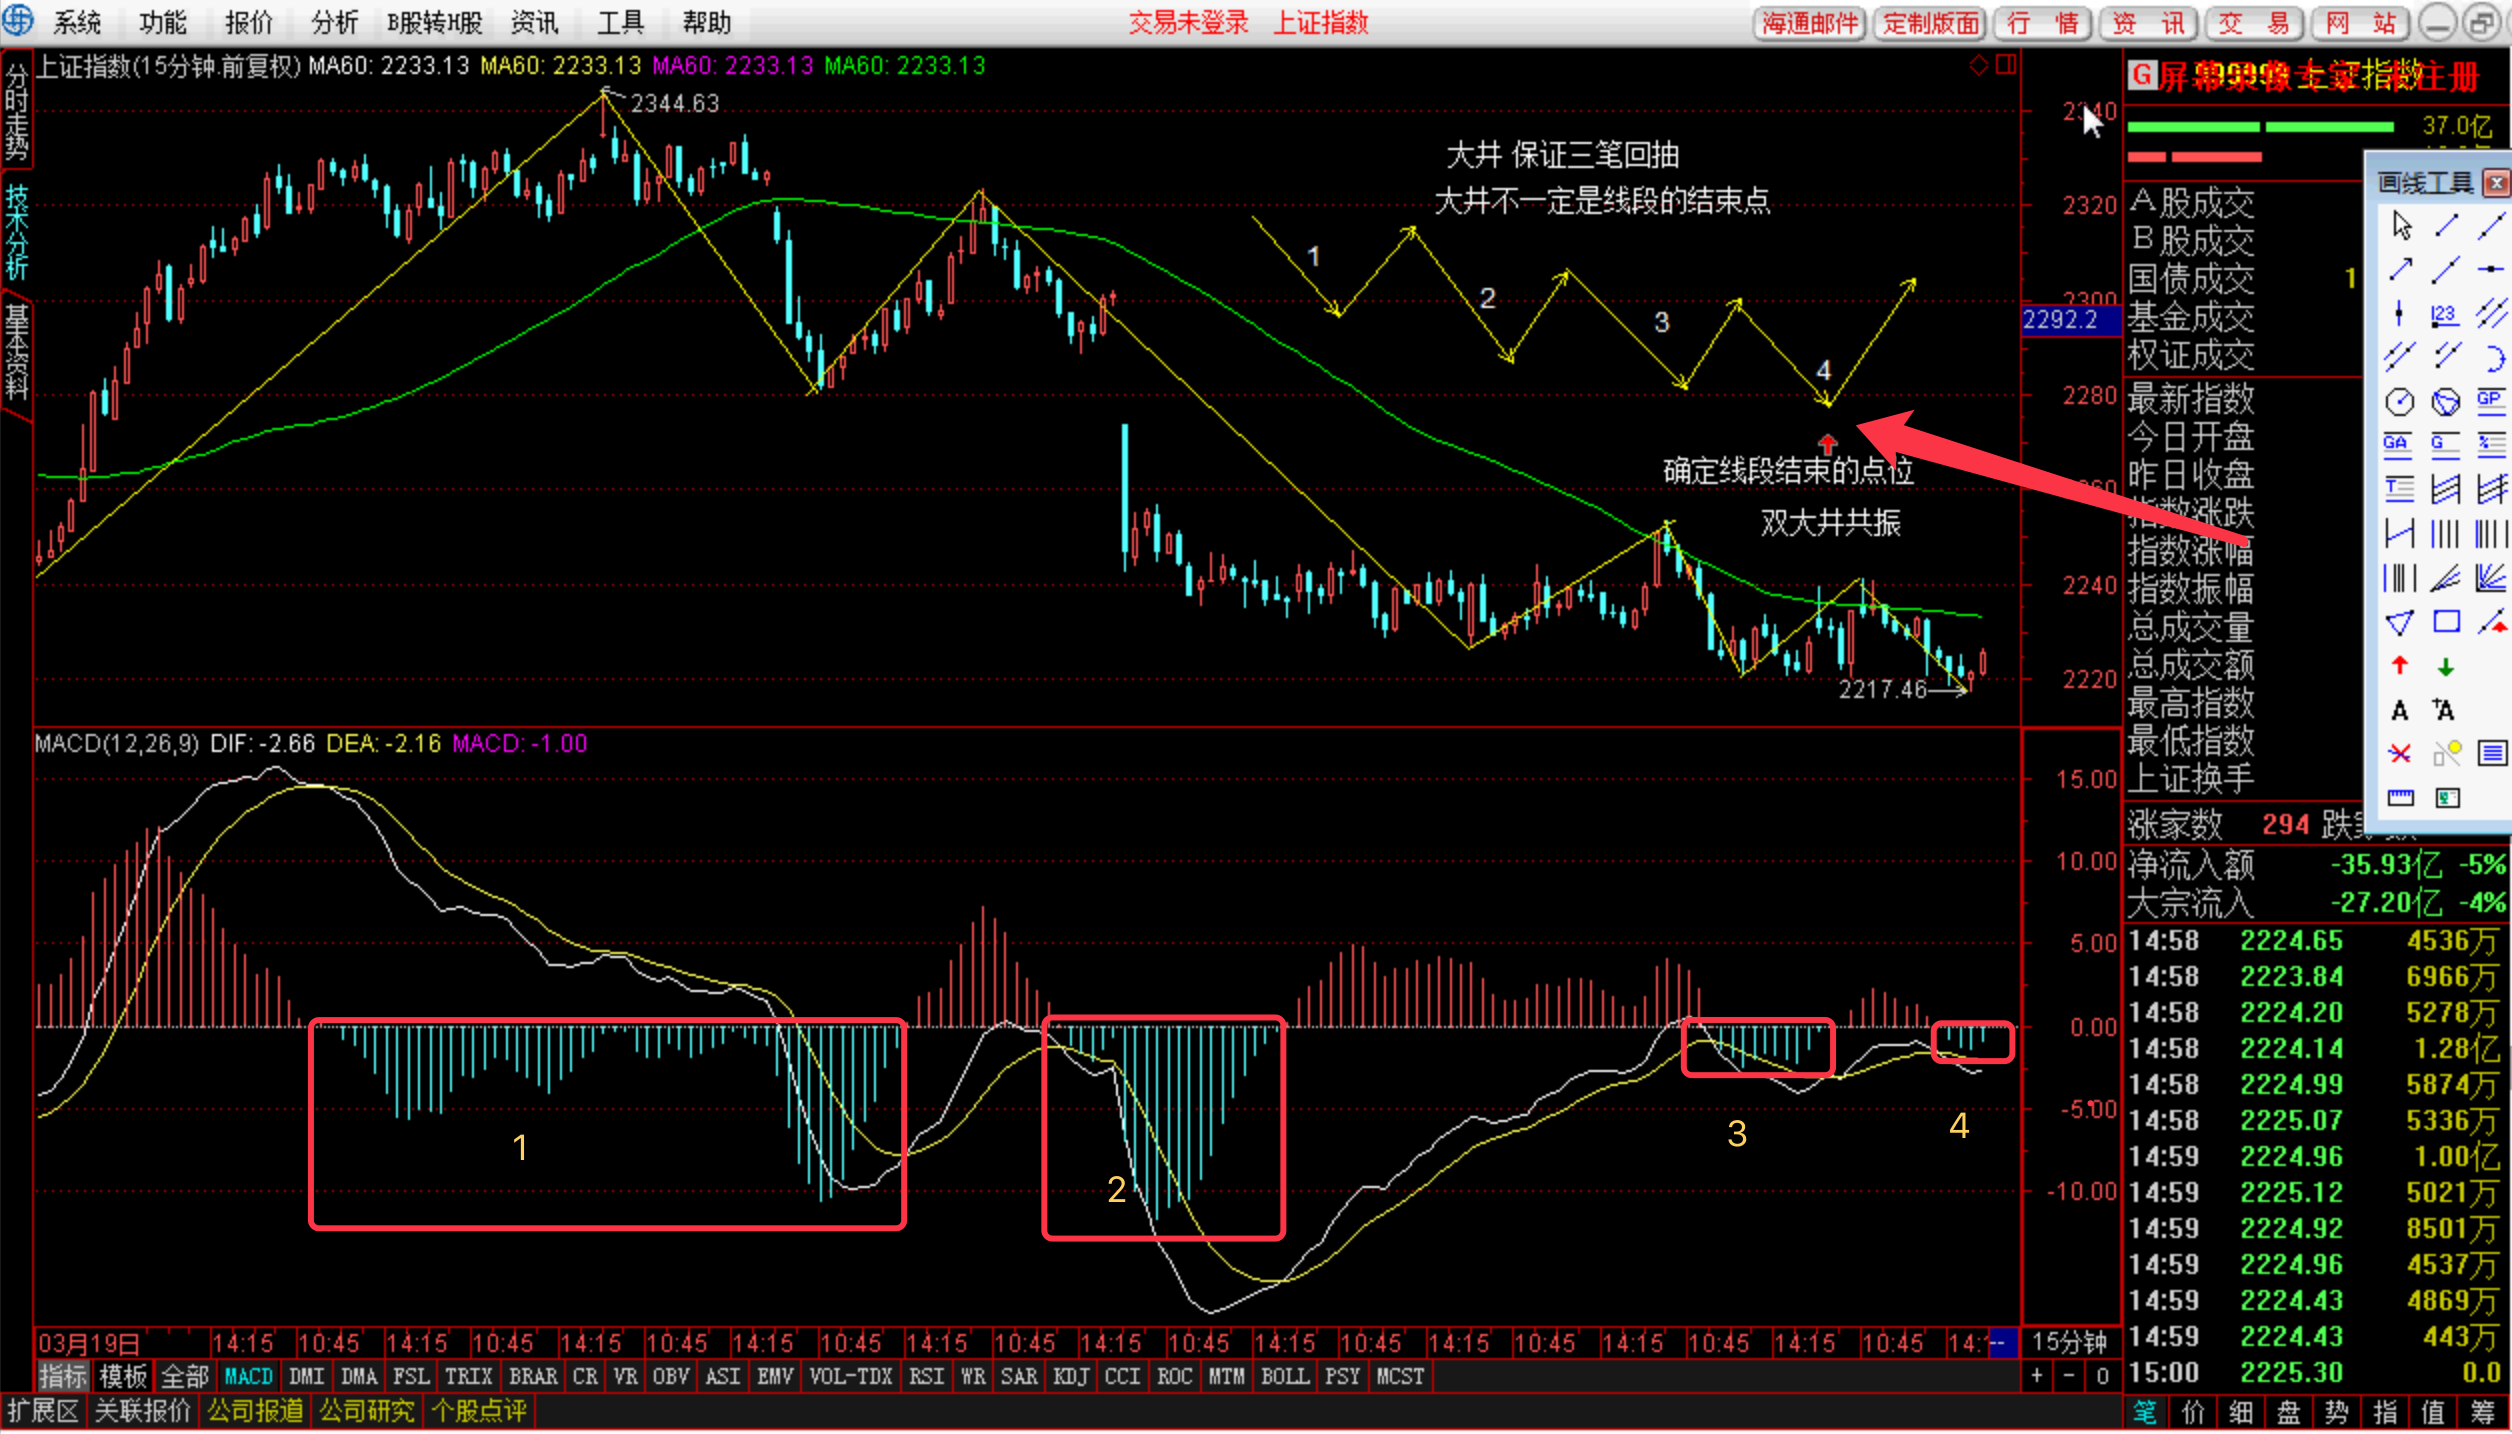 系统 功能 报价 分析 B股转H股 资讯 工具 帮助 交易未登录 上证指数 海通邮件 定制版面 行 情 资 讯 交 易 网 站
分时走势
技术分析
基本资料
上证指数(15分钟.前复权) MA60: 2233.13 MA60: 2233.13 MA60: 2233.13 MA60: 2233.13
2344.63
大井 保证三笔回抽
大井不一定是线段的结束点
1
2
3
4
确定线段结束的点位
双大井共振
2217.46
2340
2320
2300
2292.2
2280
2260
2240
2220
MACD(12,26,9) DIF: -2.66 DEA: -2.16 MACD: -1.00
15.00
10.00
5.00
0.00
-5.00
-10.00
1
2
3
4
03月19日 14:15 10:45 14:15 10:45 14:15 10:45 14:15 10:45 14:15 10:45 14:15 10:45 14:15 10:45 14:15 10:45 14:15 10:45 14:15 10:45 14:1 15分钟
指标 模板 全部 MACD DMI DMA FSL TRIX BRAR CR VR OBV ASI EMV VOL-TDX RSI WR SAR KDJ CCI ROC MTM BOLL PSY MCST + - 0
扩展区 关联报价 公司报道 公司研究 个股点评
G 屏幕录像专家 未注册
999999 上证指数
37.0亿
A股成交
B股成交
国债成交 1
基金成交
权证成交
最新指数
今日开盘
昨日收盘
指数涨跌
指数涨幅
指数振幅
总成交量
总成交额
最高指数
最低指数
上证换手
涨家数 294 跌
净流入额 -35.93亿 -5%
大宗流入 -27.20亿 -4%
14:58 2224.65 4536万
14:58 2223.84 6966万
14:58 2224.20 5278万
14:58 2224.14 1.28亿
14:58 2224.99 5874万
14:58 2225.07 5336万
14:59 2224.96 1.00亿
14:59 2225.12 5021万
14:59 2224.92 8501万
14:59 2224.96 4537万
14:59 2224.43 4869万
14:59 2224.43 443万
15:00 2225.30 0.0
笔 价 细 盘 势 指 值 筹
画线工具
123
GP
GA G %
T
A A